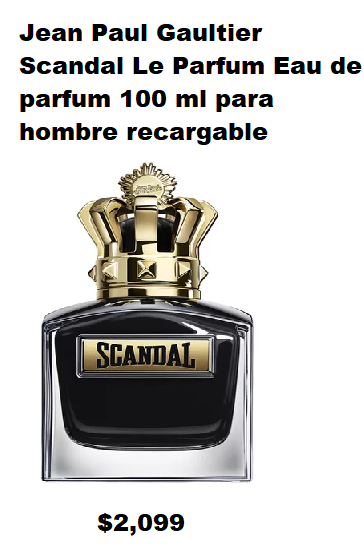 Jean Paul Gaultier
Scandal Le Parfum Eau de
parfum 100 ml para
hombre recargable
SCANDAL
$2,099